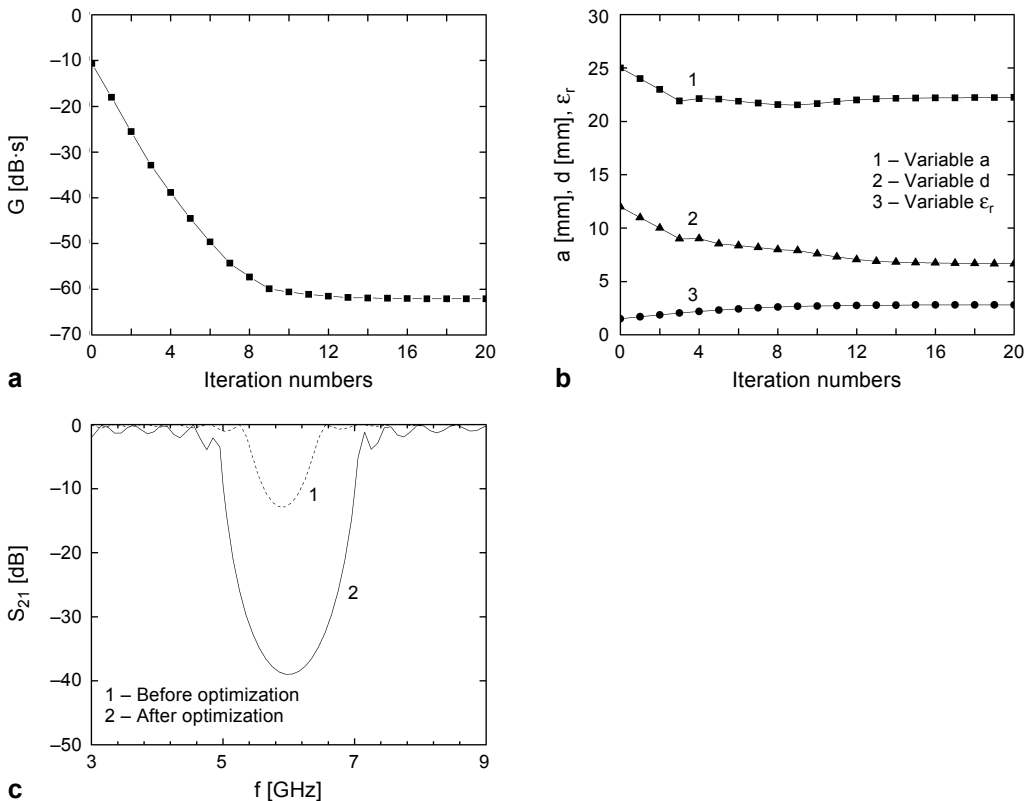 0
–10
–20
–30
–40
–50
–60
–70
G [dB·s]
0 4 8 12 16 20
Iteration numbers
a
30
25
20
15
10
5
0
a [mm], d [mm], εr
1
2
3
1 – Variable a
2 – Variable d
3 – Variable εr
0 4 8 12 16 20
Iteration numbers
b
0
–10
–20
–30
–40
–50
S21 [dB]
1
2
1 – Before optimization
2 – After optimization
3 5 7 9
f [GHz]
c